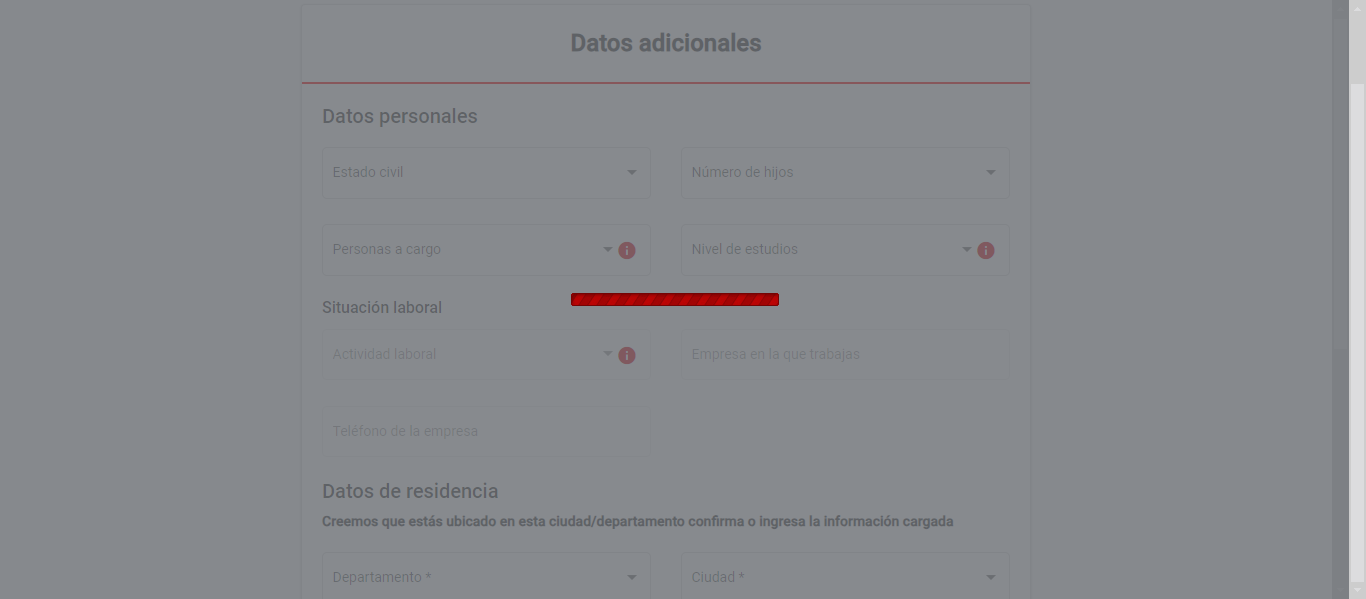 Datos adicionales
Datos personales
Estado civil
Número de hijos
Personas a cargo
Nivel de estudios
Situación laboral
Actividad laboral
Empresa en la que trabajas
Teléfono de la empresa
Datos de residencia
Creemos que estás ubicado en esta ciudad/departamento confirma o ingresa la información cargada
Departamento *
Ciudad *